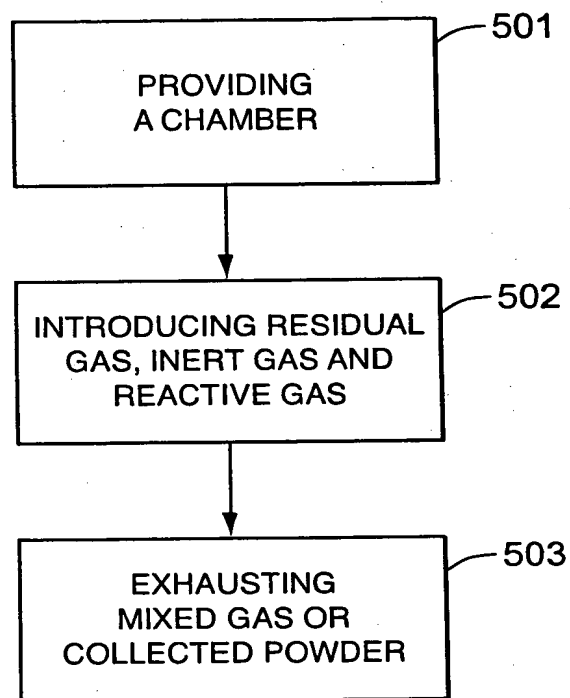 501
PROVIDING
A CHAMBER
502
INTRODUCING RESIDUAL
GAS, INERT GAS AND
REACTIVE GAS
503
EXHAUSTING
MIXED GAS OR
COLLECTED POWDER